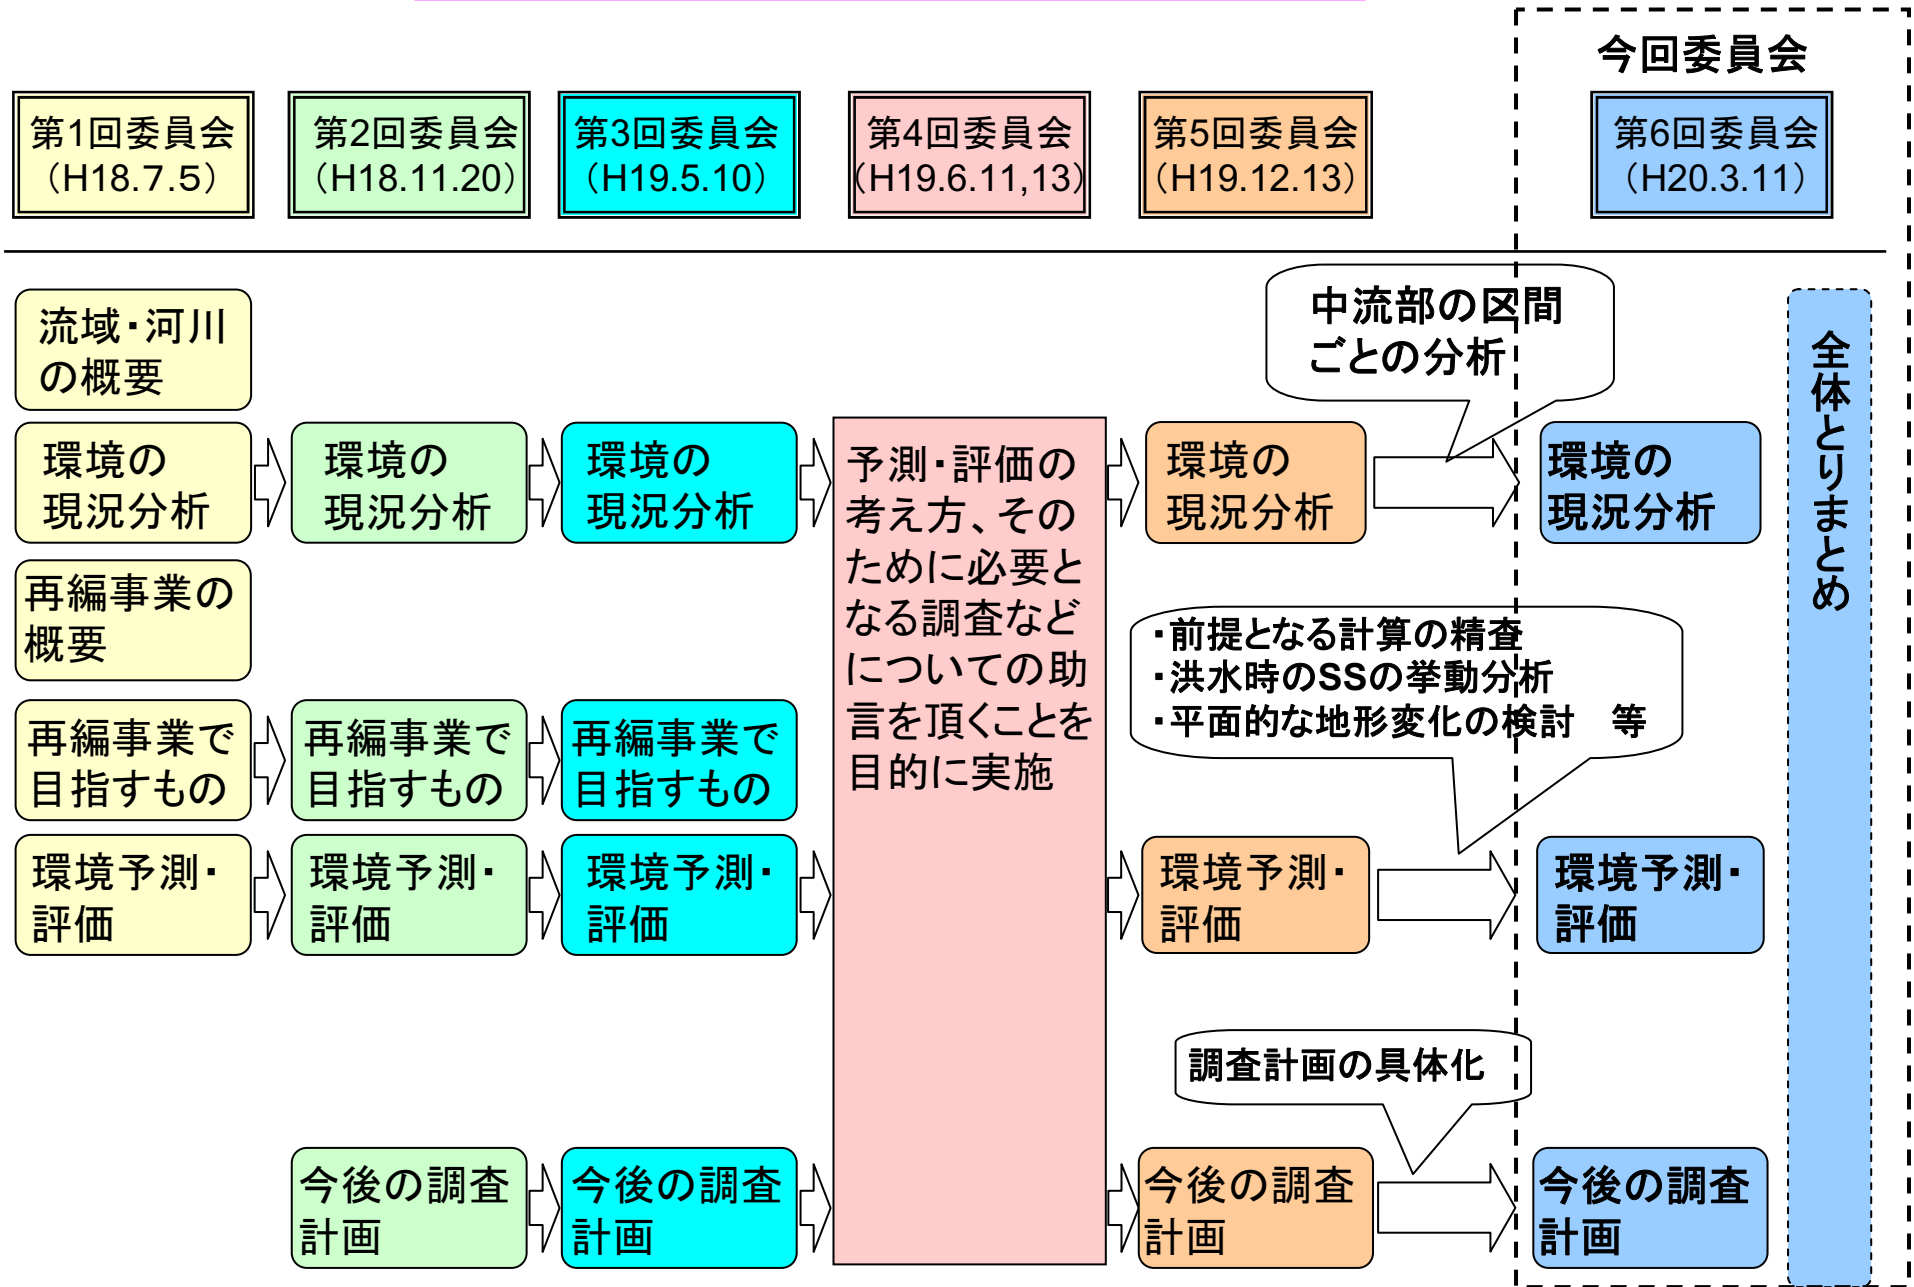 今回委員会
第1回委員会
（H18.7.5）
第2回委員会
（H18.11.20）
第3回委員会
（H19.5.10）
第4回委員会
（H19.6.11,13）
第5回委員会
（H19.12.13）
第6回委員会
（H20.3.11）
流域・河川
の概要
環境の
現況分析
再編事業の
概要
再編事業で
目指すもの
環境予測・
評価
環境の
現況分析
再編事業で
目指すもの
環境予測・
評価
今後の調査
計画
環境の
現況分析
再編事業で
目指すもの
環境予測・
評価
今後の調査
計画
予測・評価の
考え方、その
ために必要と
なる調査など
についての助
言を頂くことを
目的に実施
中流部の区間
ごとの分析
環境の
現況分析
・前提となる計算の精査
・洪水時のSSの挙動分析
・平面的な地形変化の検討　等
環境予測・
評価
調査計画の具体化
今後の調査
計画
環境の
現況分析
環境予測・
評価
今後の調査
計画
全体とりまとめ